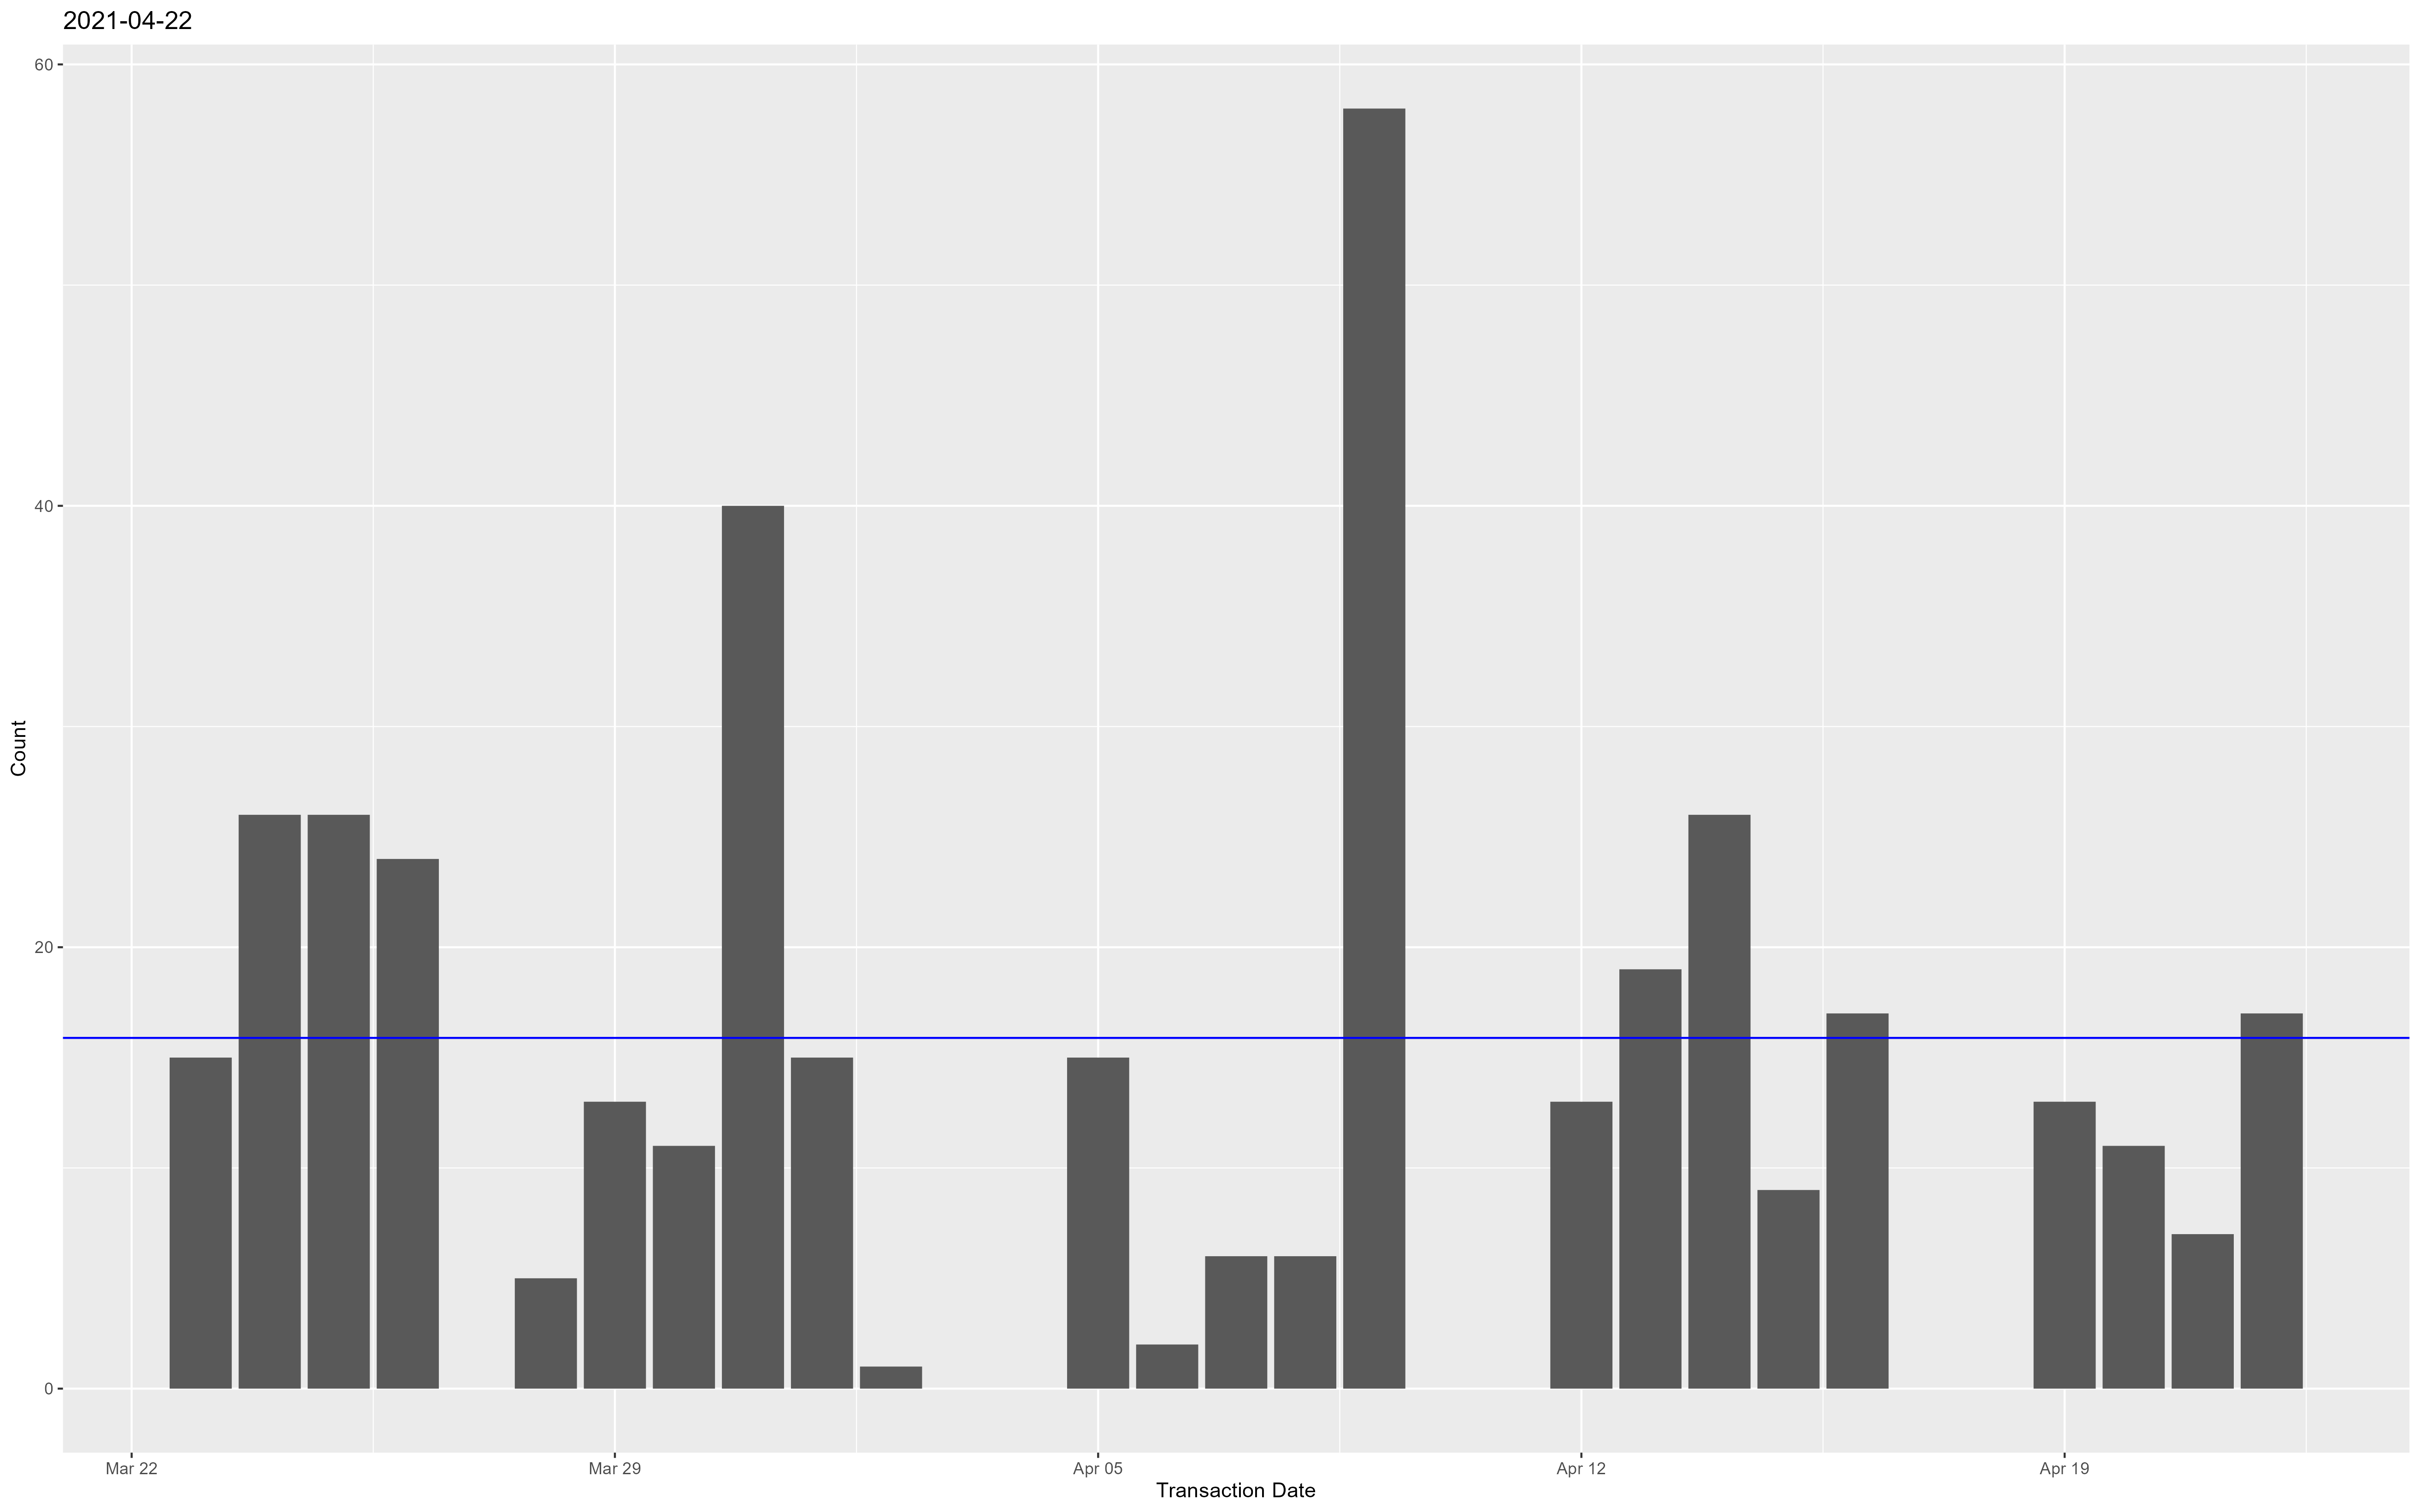 2021-04-22
60
40
20
0
Count
Mar 22
Mar 29
Apr 05
Apr 12
Apr 19
Transaction Date